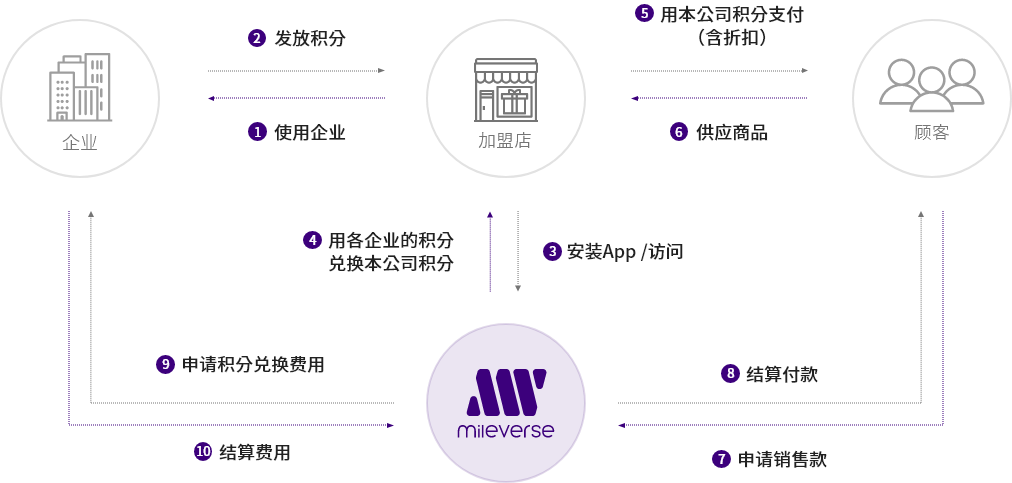 5 用本公司积分支付
（含折扣）
2 发放积分
1 使用企业
6 供应商品
企业
加盟店
顾客
4 用各企业的积分
兑换本公司积分
3 安装App /访问
9 申请积分兑换费用
8 结算付款
mileverse
10 结算费用
7 申请销售款